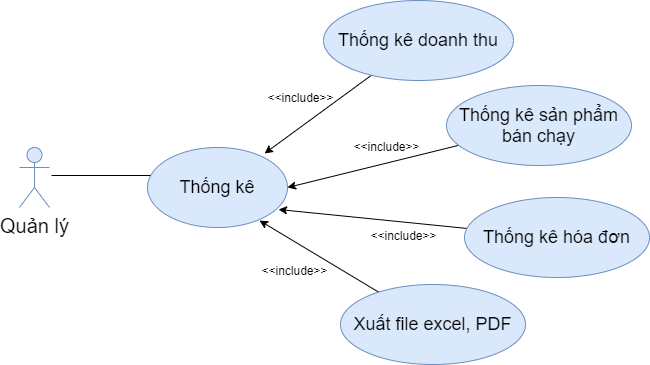 Thống kê doanh thu
<<include>>
Thống kê sản phẩm
bán chạy
<<include>>
Thống kê
Quản lý
<<include>>
Thống kê hóa đơn
<<include>>
Xuất file excel, PDF